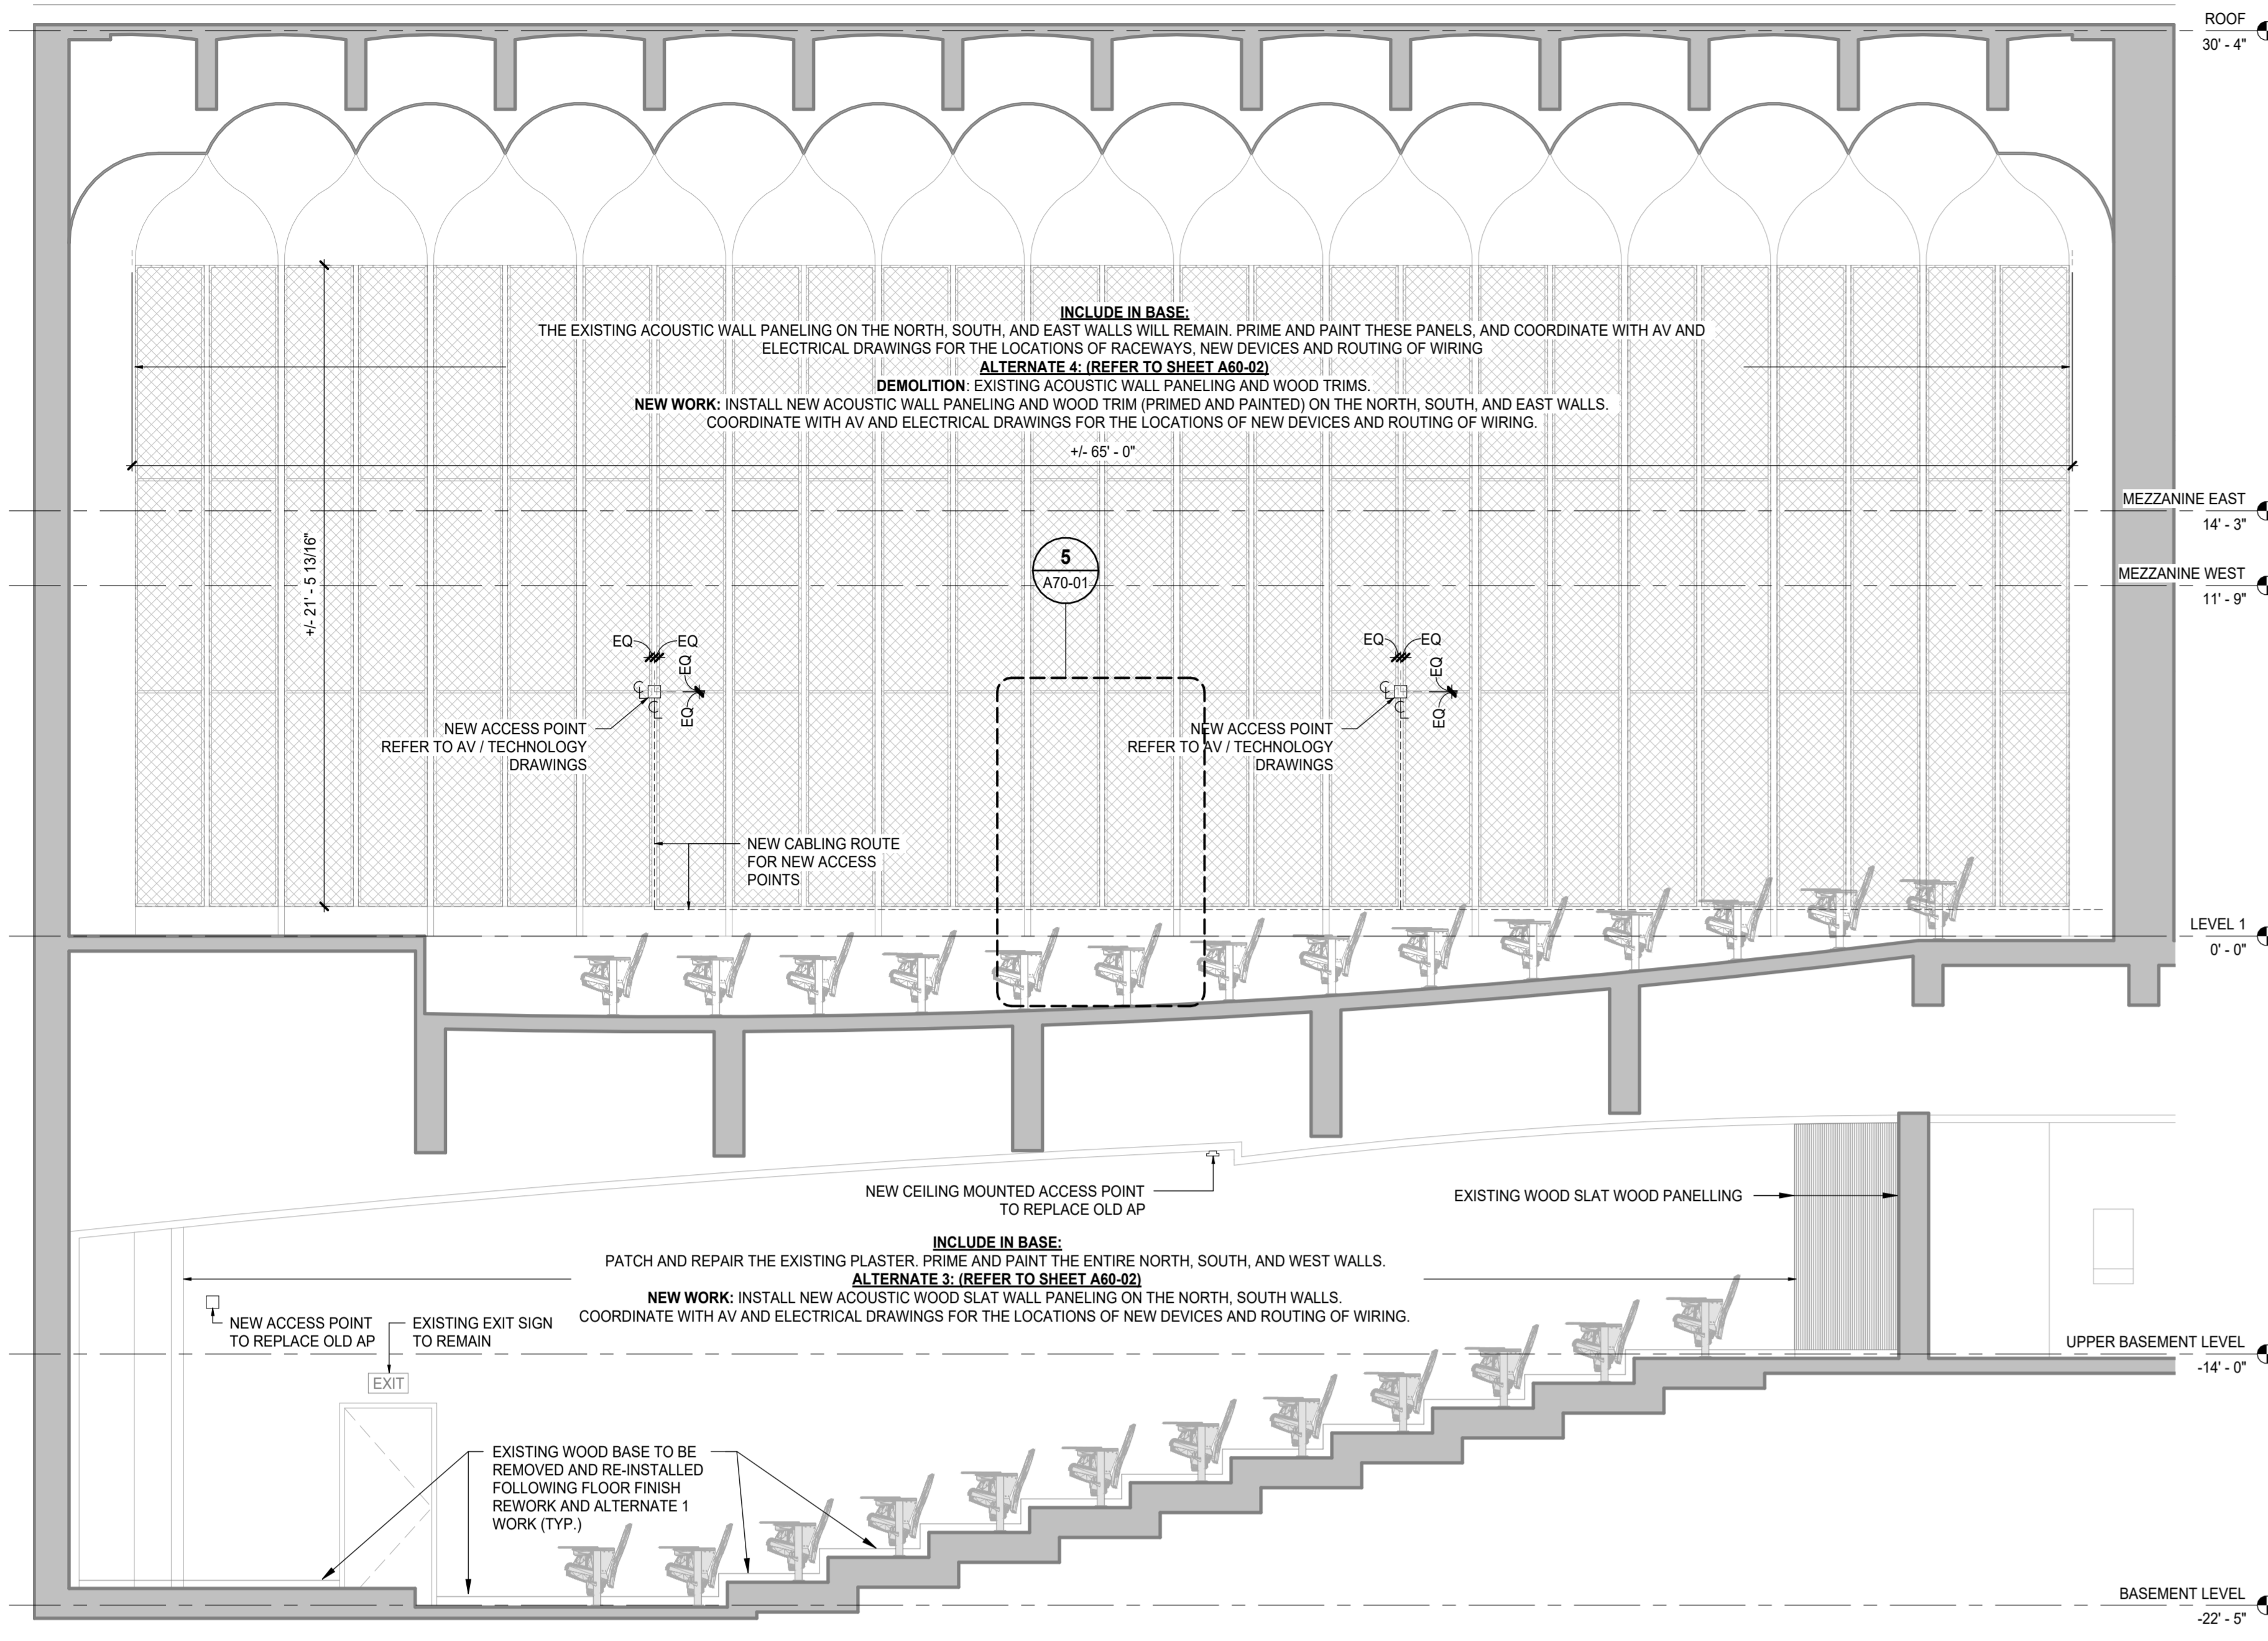 ROOF
30' - 4"
INCLUDE IN BASE:
THE EXISTING ACOUSTIC WALL PANELING ON THE NORTH, SOUTH, AND EAST WALLS WILL REMAIN. PRIME AND PAINT THESE PANELS, AND COORDINATE WITH AV AND
ELECTRICAL DRAWINGS FOR THE LOCATIONS OF RACEWAYS, NEW DEVICES AND ROUTING OF WIRING
ALTERNATE 4: (REFER TO SHEET A60-02)
DEMOLITION: EXISTING ACOUSTIC WALL PANELING AND WOOD TRIMS.
NEW WORK: INSTALL NEW ACOUSTIC WALL PANELING AND WOOD TRIM (PRIMED AND PAINTED) ON THE NORTH, SOUTH, AND EAST WALLS.
COORDINATE WITH AV AND ELECTRICAL DRAWINGS FOR THE LOCATIONS OF NEW DEVICES AND ROUTING OF WIRING.
+/- 65' - 0"
MEZZANINE EAST
14' - 3"
+/- 21' - 5 13/16"
5
A70-01
MEZZANINE WEST
11' - 9"
EQ
EQ
EQ
EQ
CL
CL
NEW ACCESS POINT
REFER TO AV / TECHNOLOGY
DRAWINGS
EQ
EQ
EQ
EQ
CL
CL
NEW ACCESS POINT
REFER TO AV / TECHNOLOGY
DRAWINGS
NEW CABLING ROUTE
FOR NEW ACCESS
POINTS
LEVEL 1
0' - 0"
NEW CEILING MOUNTED ACCESS POINT
TO REPLACE OLD AP
EXISTING WOOD SLAT WOOD PANELLING
INCLUDE IN BASE:
PATCH AND REPAIR THE EXISTING PLASTER. PRIME AND PAINT THE ENTIRE NORTH, SOUTH, AND WEST WALLS.
ALTERNATE 3: (REFER TO SHEET A60-02)
NEW WORK: INSTALL NEW ACOUSTIC WOOD SLAT WALL PANELING ON THE NORTH, SOUTH WALLS.
COORDINATE WITH AV AND ELECTRICAL DRAWINGS FOR THE LOCATIONS OF NEW DEVICES AND ROUTING OF WIRING.
NEW ACCESS POINT
TO REPLACE OLD AP
EXISTING EXIT SIGN
TO REMAIN
UPPER BASEMENT LEVEL
-14' - 0"
EXIT
EXISTING WOOD BASE TO BE
REMOVED AND RE-INSTALLED
FOLLOWING FLOOR FINISH
REWORK AND ALTERNATE 1
WORK (TYP.)
BASEMENT LEVEL
-22' - 5"